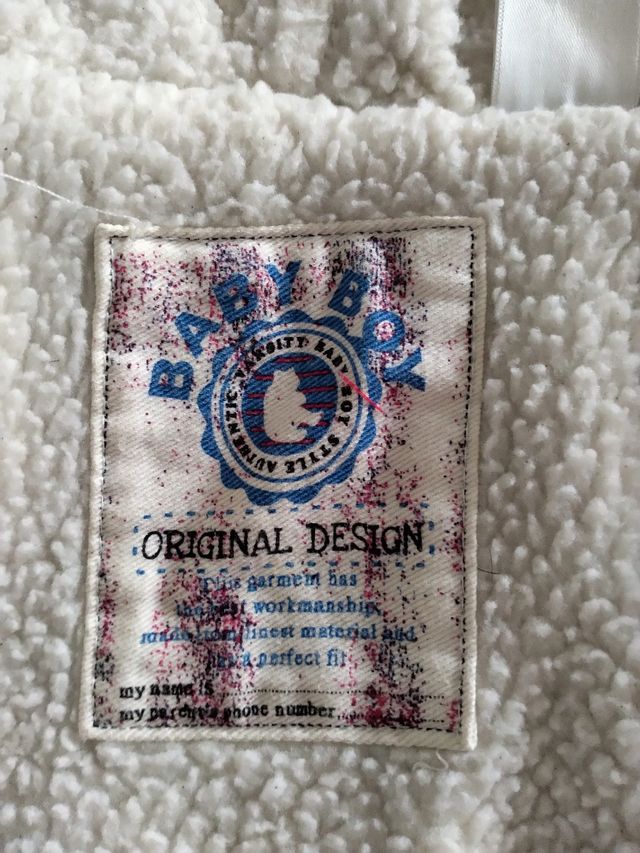 BABY BOY
VARSITY BABY BOY STYLE AUTHENTIC
ORIGINAL DESIGN
This garment has
the best workmanship,
made from finest material and
has a perfect fit
my name is
my parent's phone number